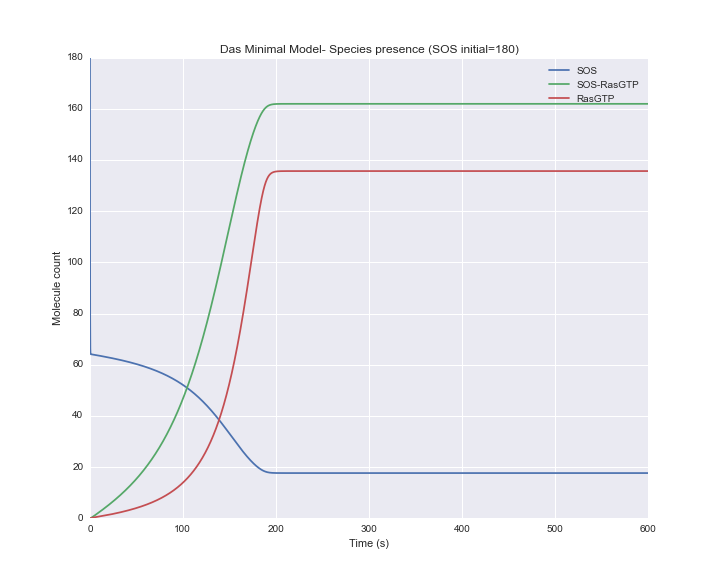 Das Minimal Model- Species presence (SOS initial=180)
180
160
140
120
100
80
60
40
20
0
Molecule count
SOS
SOS-RasGTP
RasGTP
0 100 200 300 400 500 600
Time (s)